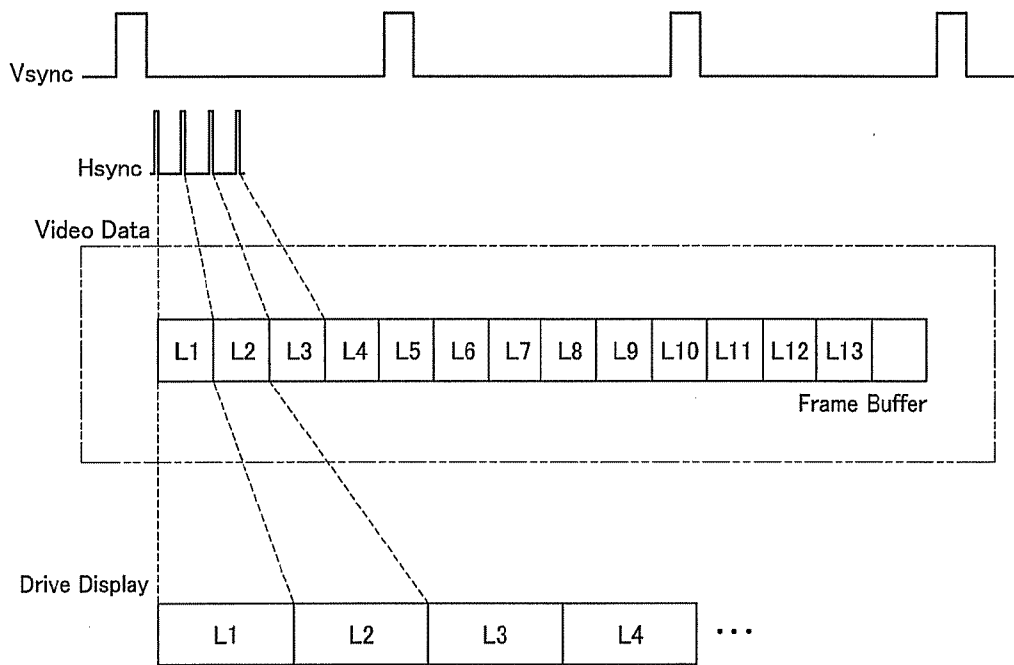 Vsync
Hsync
Video Data
L1 L2 L3 L4 L5 L6 L7 L8 L9 L10 L11 L12 L13
Frame Buffer
Drive Display
L1 L2 L3 L4 •••